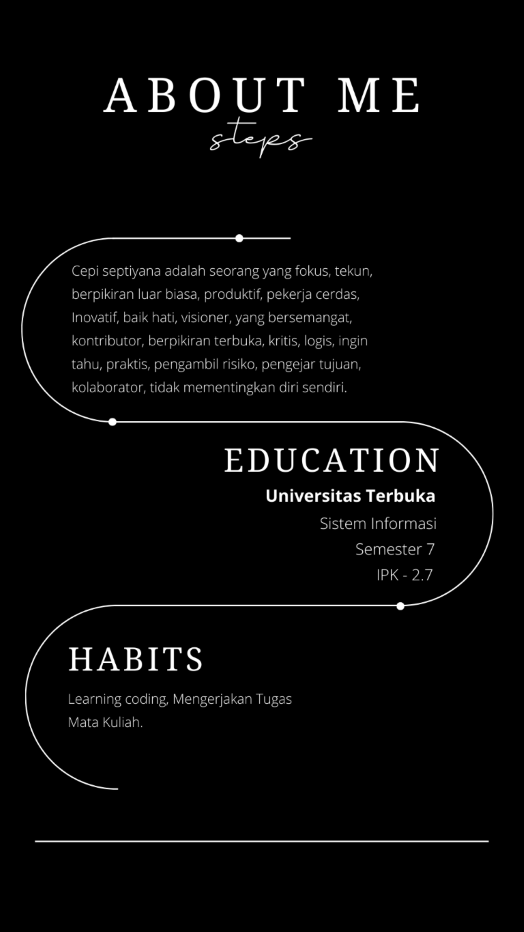 ABOUT ME
steps
Cepi septiyana adalah seorang yang fokus, tekun,
berpikiran luar biasa, produktif, pekerja cerdas,
Inovatif, baik hati, visioner, yang bersemangat,
kontributor, berpikiran terbuka, kritis, logis, ingin
tahu, praktis, pengambil risiko, pengejar tujuan,
kolaborator, tidak mementingkan diri sendiri.
EDUCATION
Universitas Terbuka
Sistem Informasi
Semester 7
IPK - 2.7
HABITS
Learning coding, Mengerjakan Tugas
Mata Kuliah.